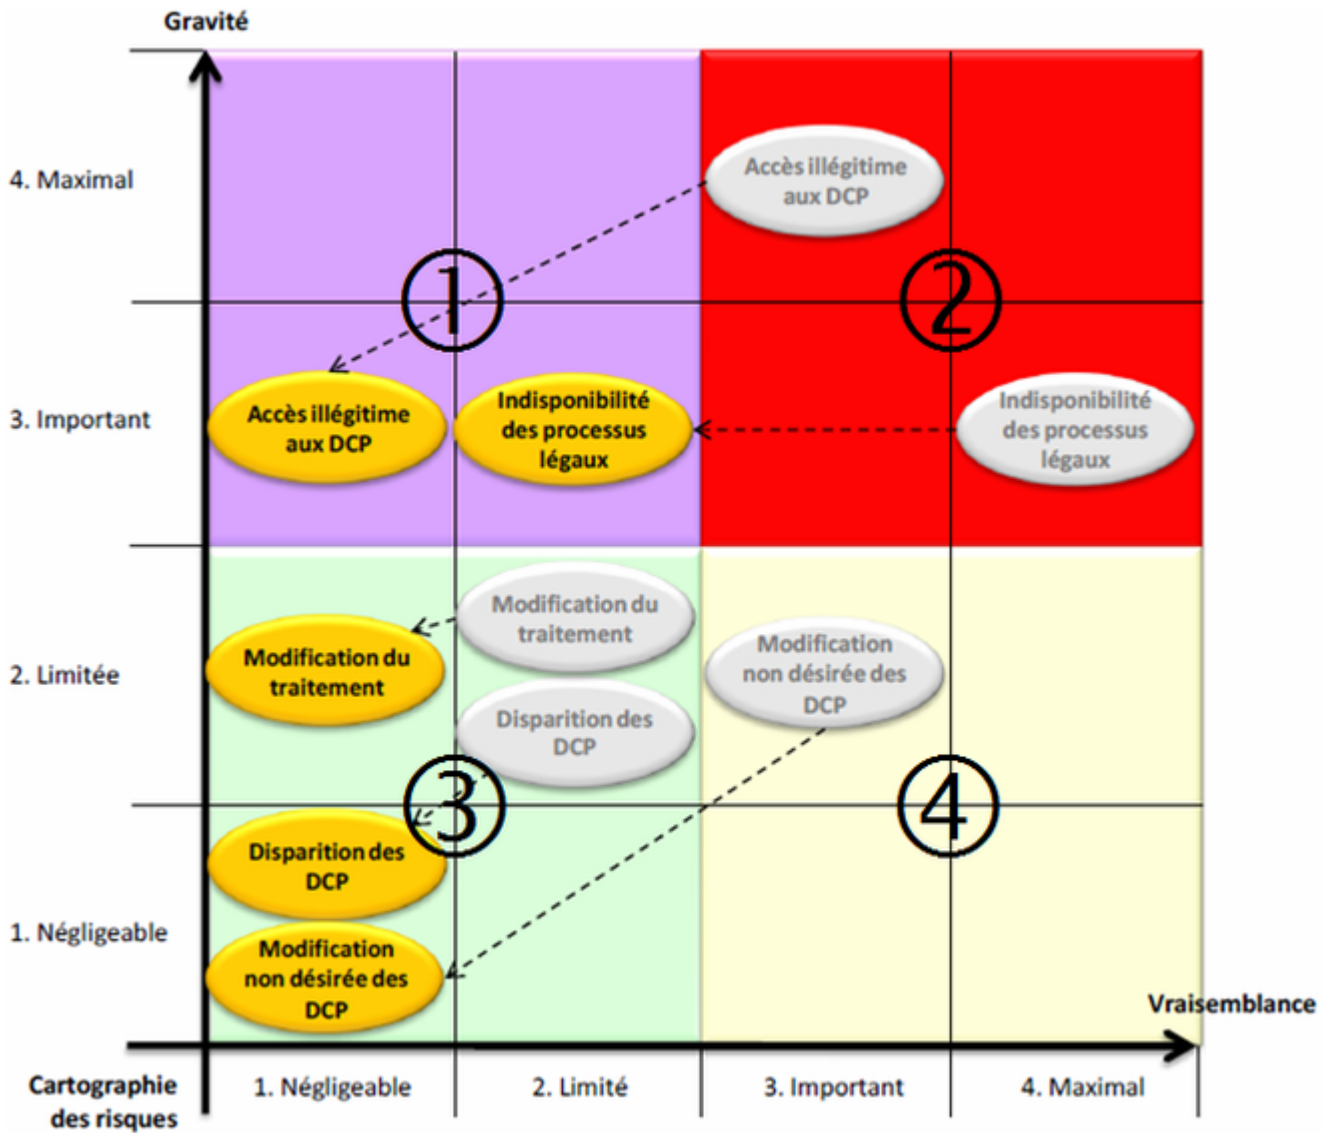 Gravité
4. Maximal
Accès illégitime
aux DCP
①
②
3. Important
Accès illégitime
aux DCP
Indisponibilité
des processus
légaux
Indisponibilité
des processus
légaux
2. Limitée
Modification du
traitement
Modification du
traitement
Disparition des
DCP
Modification
non désirée des
DCP
③
④
1. Négligeable
Disparition des
DCP
Modification
non désirée des
DCP
Vraisemblance
Cartographie
des risques
1. Négligeable
2. Limité
3. Important
4. Maximal